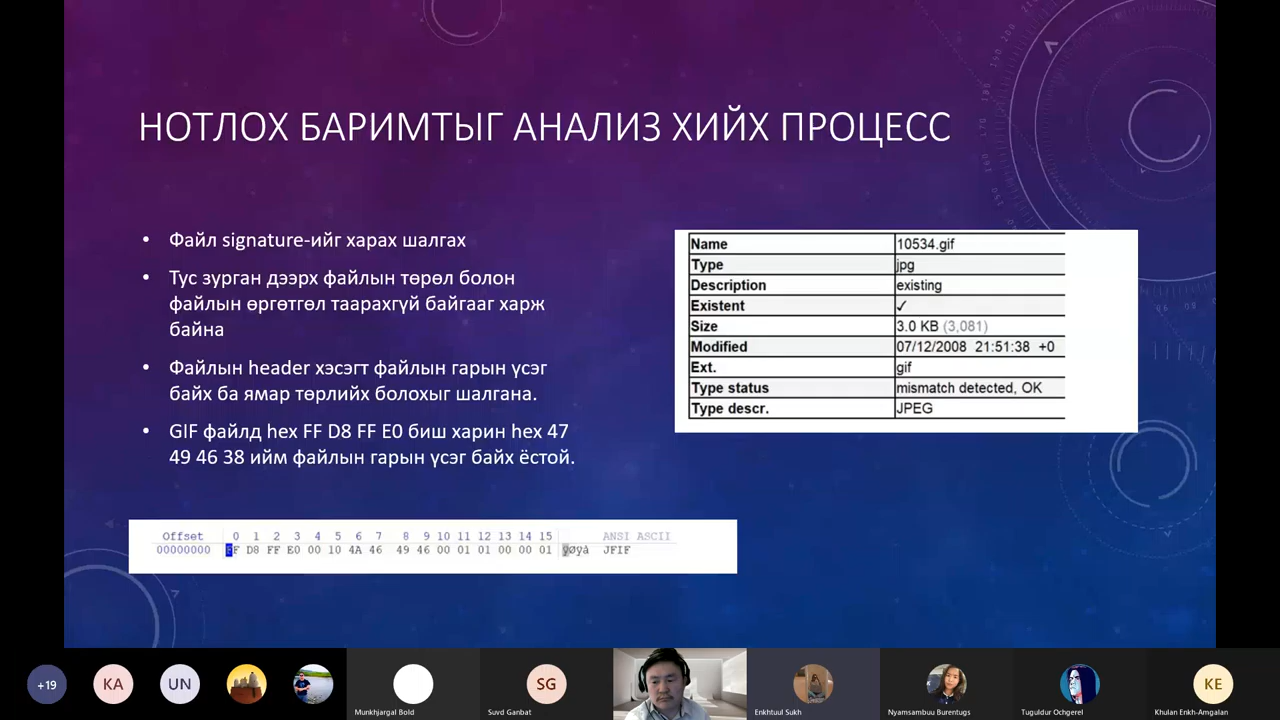 НОТЛОХ БАРИМТЫГ АНАЛИЗ ХИЙХ ПРОЦЕСС
• Файл signature-ийг харах шалгах
• Тус зурган дээрх файлын төрөл болон
файлын өргөтгөл таарахгүй байгааг харж
байна
• Файлын header хэсэгт файлын гарын үсэг
байх ба ямар төрлийх болохыг шалгана.
• GIF файлд hex FF D8 FF E0 биш харин hex 47
49 46 38 ийм файлын гарын үсэг байх ёстой.
Name 10534.gif
Type jpg
Description existing
Existent ✓
Size 3.0 KB (3,081)
Modified 07/12/2008 21:51:38 +0
Ext. gif
Type status mismatch detected, OK
Type descr. JPEG
Offset 0 1 2 3 4 5 6 7 8 9 10 11 12 13 14 15 ANSI ASCII
00000000 FF D8 FF E0 00 10 4A 46 49 46 00 01 01 00 00 01 ÿØÿà JFIF
+19
KA
UN
SG
KE
Munkhjargal Bold
Suvd Ganbat
Enkhtuul Sukh
Nyamsambuu Burentugs
Tuguldur Ochgerel
Khulan Enkh-Amgalan